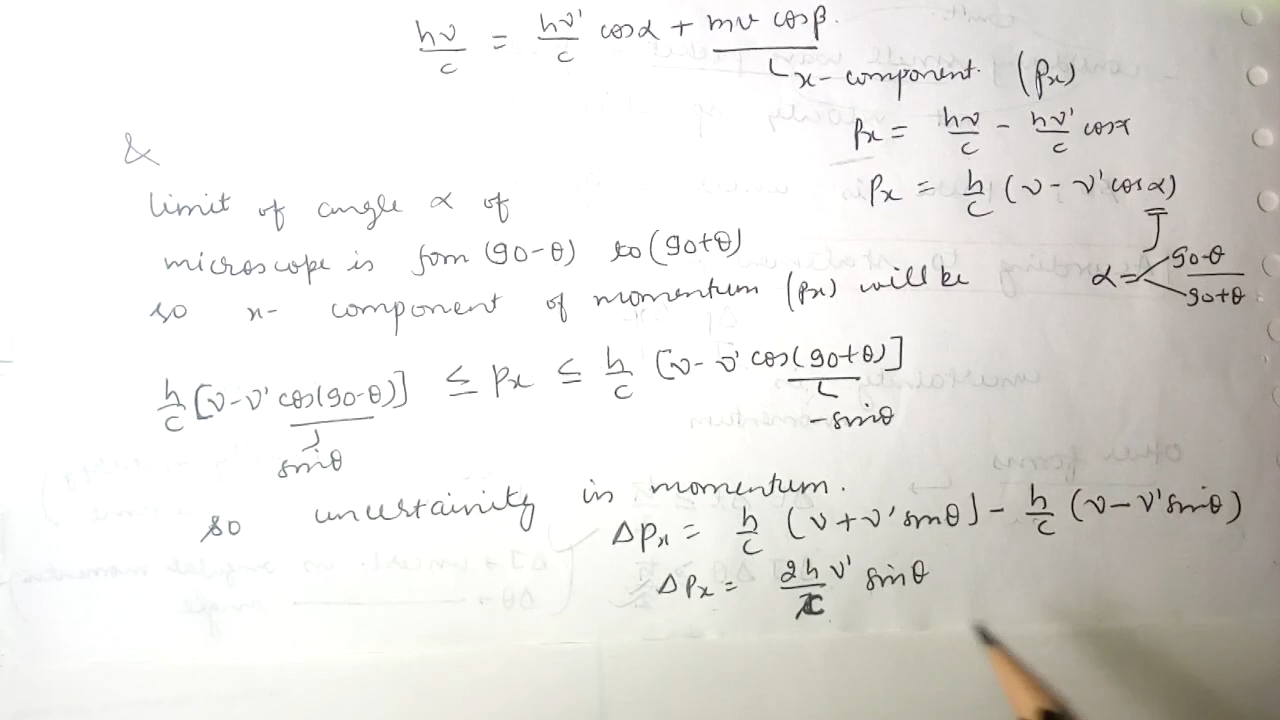 hν/c = hν'/c cosα + mv cosβ.
x-component. (px)
px = hν/c - hν'/c cosα
&
px = h/c (ν - ν'cosα)
limit of angle α of
microscope is form (90-θ) to (90+θ)
α = 90-θ
90+θ
so x- component of momentum (px) will be
h/c [ν-ν' cos(90-θ)] ≤ px ≤ h/c [ν- ν' cos(90+θ)]
sinθ
-sinθ
so uncertainity in momentum.
Δpx = h/c (ν+ν'sinθ) - h/c (ν-ν'sinθ)
Δpx = 2h/c ν' sinθ